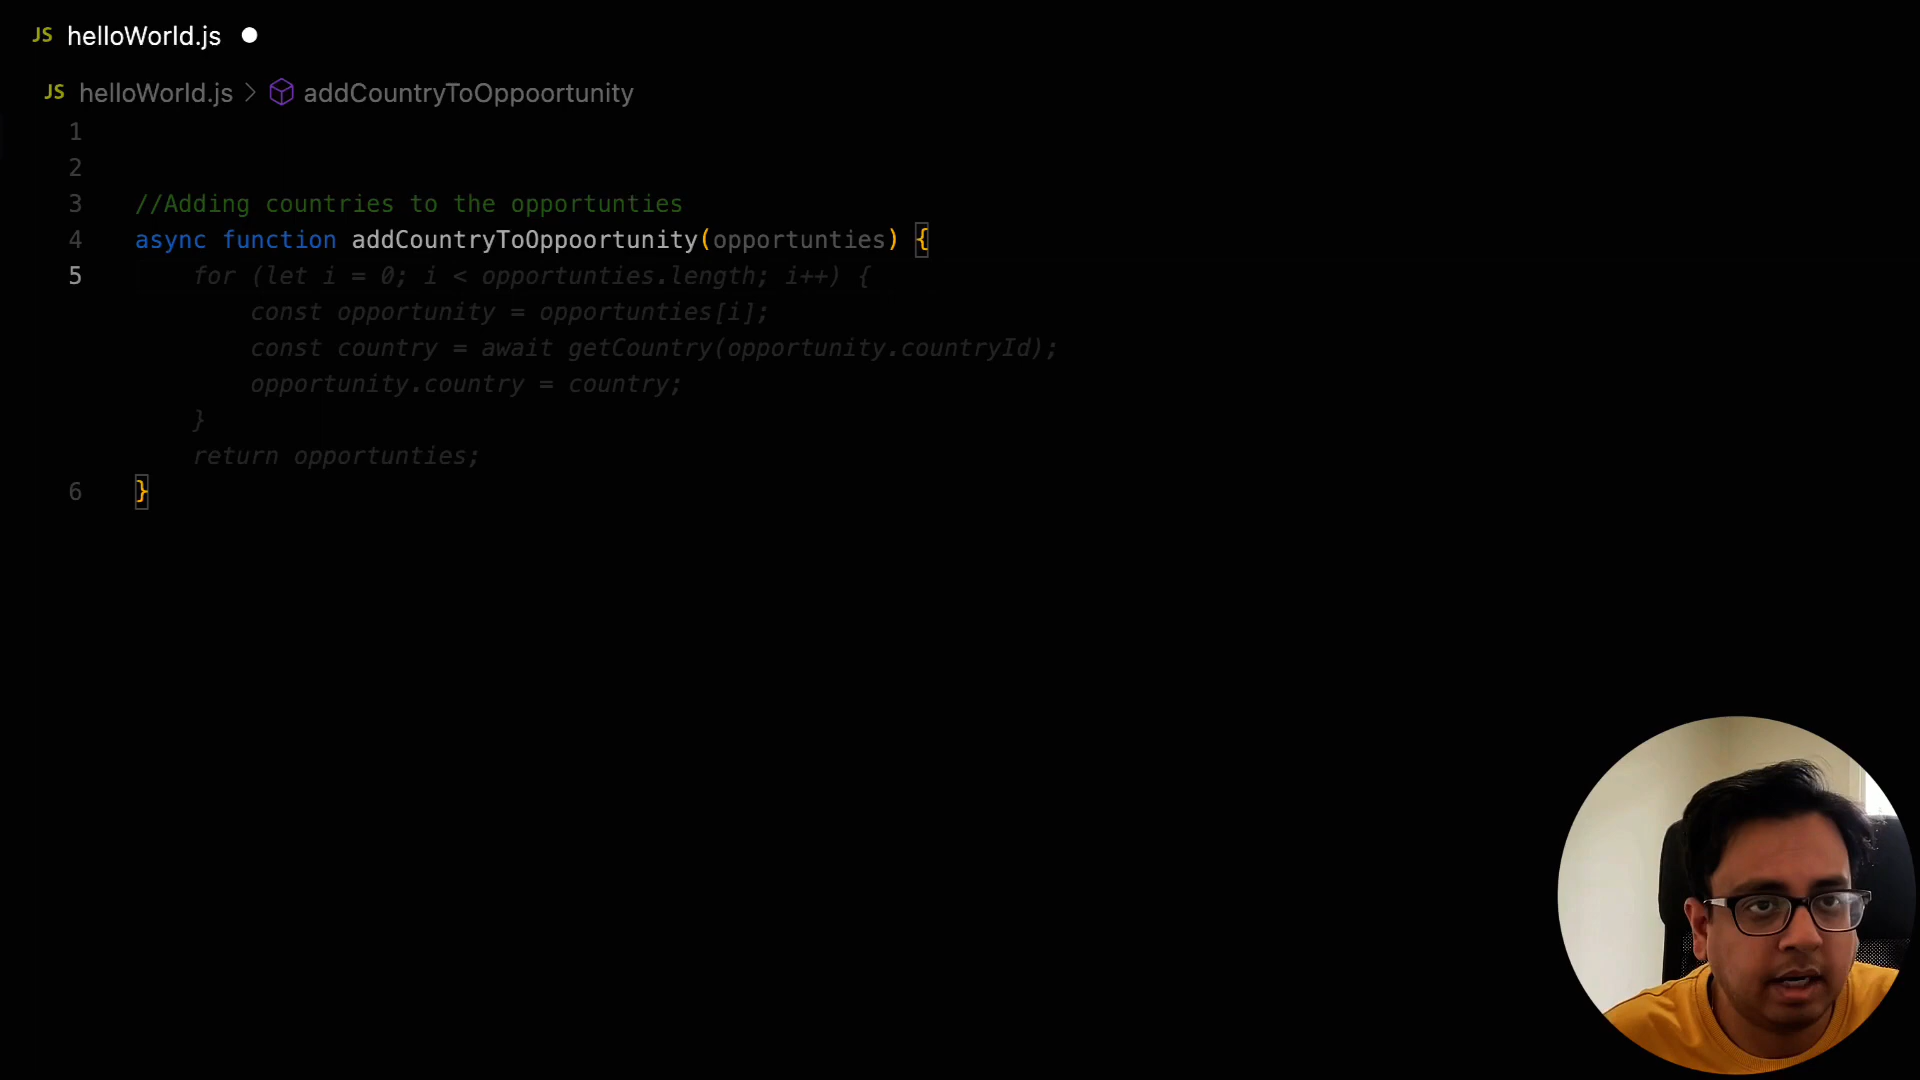 JS helloWorld.js
JS helloWorld.js > addCountryToOppoortunity
1
2
3 //Adding countries to the opportunties
4 async function addCountryToOppoortunity(opportunties) {
5 for (let i = 0; i < opportunties.length; i++) {
const opportunity = opportunties[i];
const country = await getCountry(opportunity.countryId);
opportunity.country = country;
}
return opportunties;
6 }